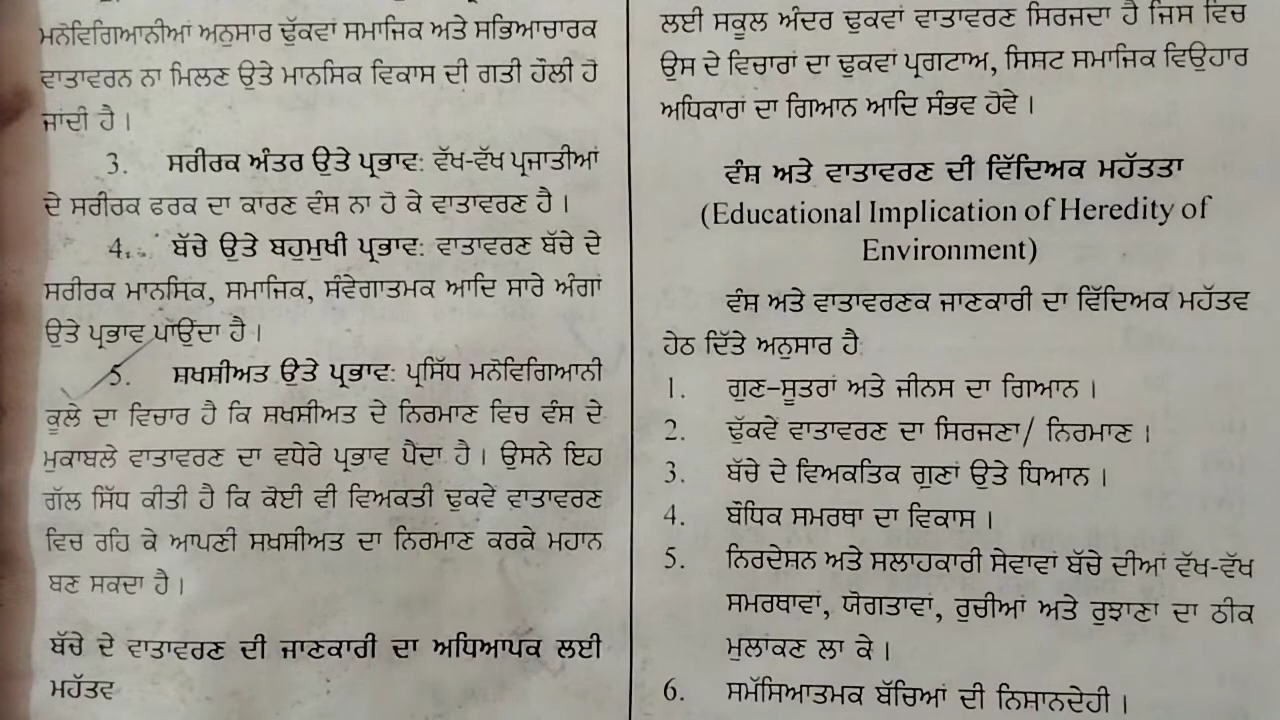 ਮਨੋਵਿਗਿਆਨੀਆਂ ਅਨੁਸਾਰ ਢੁੱਕਵਾਂ ਸਮਾਜਿਕ ਅਤੇ ਸਭਿਆਚਾਰਕ
ਵਾਤਾਵਰਨ ਨਾ ਮਿਲਣ ਉਤੇ ਮਾਨਸਿਕ ਵਿਕਾਸ ਦੀ ਗਤੀ ਹੌਲੀ ਹੋ
ਜਾਂਦੀ ਹੈ।
3. ਸਰੀਰਕ ਅੰਤਰ ਉਤੇ ਪ੍ਰਭਾਵ: ਵੱਖ-ਵੱਖ ਪ੍ਰਜਾਤੀਆਂ
ਦੇ ਸਰੀਰਕ ਫਰਕ ਦਾ ਕਾਰਣ ਵੰਸ਼ ਨਾ ਹੋ ਕੇ ਵਾਤਾਵਰਣ ਹੈ।
4. ਬੱਚੇ ਉਤੇ ਬਹੁਮੁਖੀ ਪ੍ਰਭਾਵ: ਵਾਤਾਵਰਣ ਬੱਚੇ ਦੇ
ਸਰੀਰਕ ਮਾਨਸਿਕ, ਸਮਾਜਿਕ, ਸੰਵੇਗਾਤਮਕ ਆਦਿ ਸਾਰੇ ਅੰਗਾਂ
ਉਤੇ ਪ੍ਰਭਾਵ ਪਾਉਂਦਾ ਹੈ।
5. ਸ਼ਖਸ਼ੀਅਤ ਉਤੇ ਪ੍ਰਭਾਵ: ਪ੍ਰਸਿੱਧ ਮਨੋਵਿਗਿਆਨੀ
ਕੂਲੇ ਦਾ ਵਿਚਾਰ ਹੈ ਕਿ ਸਖਸ਼ੀਅਤ ਦੇ ਨਿਰਮਾਣ ਵਿਚ ਵੰਸ਼ ਦੇ
ਮੁਕਾਬਲੇ ਵਾਤਾਵਰਣ ਦਾ ਵਧੇਰੇ ਪ੍ਰਭਾਵ ਪੈਂਦਾ ਹੈ। ਉਸਨੇ ਇਹ
ਗੱਲ ਸਿੱਧ ਕੀਤੀ ਹੈ ਕਿ ਕੋਈ ਵੀ ਵਿਅਕਤੀ ਢੁਕਵੇਂ ਵਾਤਾਵਰਣ
ਵਿਚ ਰਹਿ ਕੇ ਆਪਣੀ ਸਖਸ਼ੀਅਤ ਦਾ ਨਿਰਮਾਣ ਕਰਕੇ ਮਹਾਨ
ਬਣ ਸਕਦਾ ਹੈ।
ਬੱਚੇ ਦੇ ਵਾਤਾਵਰਣ ਦੀ ਜਾਣਕਾਰੀ ਦਾ ਅਧਿਆਪਕ ਲਈ
ਮਹੱਤਵ
ਲਈ ਸਕੂਲ ਅੰਦਰ ਢੁਕਵਾਂ ਵਾਤਾਵਰਣ ਸਿਰਜਦਾ ਹੈ ਜਿਸ ਵਿਚ
ਉਸ ਦੇ ਵਿਚਾਰਾਂ ਦਾ ਢੁਕਵਾਂ ਪ੍ਰਗਟਾਅ, ਸਿਸ਼ਟ ਸਮਾਜਿਕ ਵਿਉਹਾਰ
ਅਧਿਕਾਰਾਂ ਦਾ ਗਿਆਨ ਆਦਿ ਸੰਭਵ ਹੋਵੇ।
ਵੰਸ਼ ਅਤੇ ਵਾਤਾਵਰਣ ਦੀ ਵਿੱਦਿਅਕ ਮਹੱਤਤਾ
(Educational Implication of Heredity of
Environment)
ਵੰਸ਼ ਅਤੇ ਵਾਤਾਵਰਣਕ ਜਾਣਕਾਰੀ ਦਾ ਵਿੱਦਿਅਕ ਮਹੱਤਵ
ਹੇਠ ਦਿੱਤੇ ਅਨੁਸਾਰ ਹੈ:
1. ਗੁਣ-ਸੂਤਰਾਂ ਅਤੇ ਜੀਨਸ ਦਾ ਗਿਆਨ।
2. ਢੁੱਕਵੇਂ ਵਾਤਾਵਰਣ ਦਾ ਸਿਰਜਣਾ/ ਨਿਰਮਾਣ।
3. ਬੱਚੇ ਦੇ ਵਿਅਕਤਿਕ ਗੁਣਾਂ ਉਤੇ ਧਿਆਨ।
4. ਬੌਧਿਕ ਸਮਰਥਾ ਦਾ ਵਿਕਾਸ।
5. ਨਿਰਦੇਸ਼ਨ ਅਤੇ ਸਲਾਹਕਾਰੀ ਸੇਵਾਵਾਂ ਬੱਚੇ ਦੀਆਂ ਵੱਖ-ਵੱਖ
ਸਮਰਥਾਵਾਂ, ਯੋਗਤਾਵਾਂ, ਰੁਚੀਆਂ ਅਤੇ ਰੁਝਾਣਾਂ ਦਾ ਠੀਕ
ਮੁਲਾਂਕਣ ਲਾ ਕੇ।
6. ਸਮੱਸਿਆਤਮਕ ਬੱਚਿਆਂ ਦੀ ਨਿਸ਼ਾਨਦੇਹੀ।